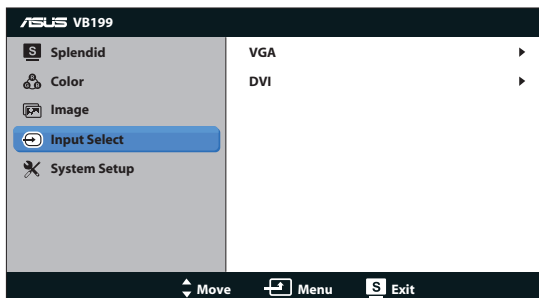 ASUS VB199
S Splendid
Color
Image
Input Select
System Setup
VGA
DVI
Move Menu S Exit